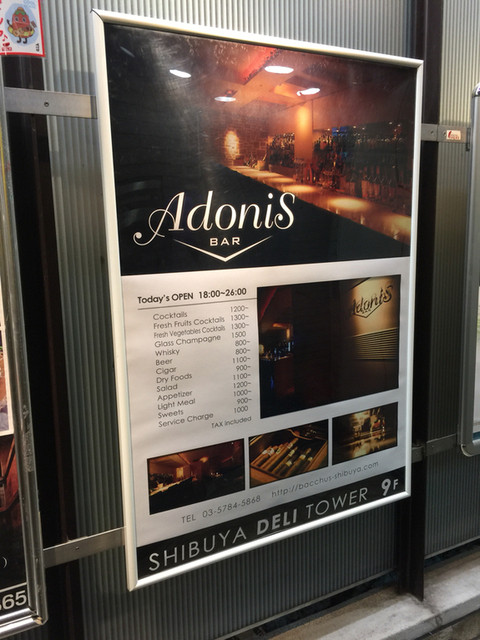 Adonis
BAR
Today's OPEN 18:00~26:00
Cocktails 1200~
Fresh Fruits Cocktails 1300~
Fresh Vegetables Cocktails 1300~
Glass Champagne 1500
Whisky 800~
Beer 800~
Cigar 1100~
Dry Foods 900~
Salad 1100~
Appetizer 1200~
Light Meal 1000~
Sweets 900~
Service Charge 1000
TAX included
Adonis
TEL 03-5784-5868 http://bacchus-shibuya.com
SHIBUYA DELI TOWER 9F
65